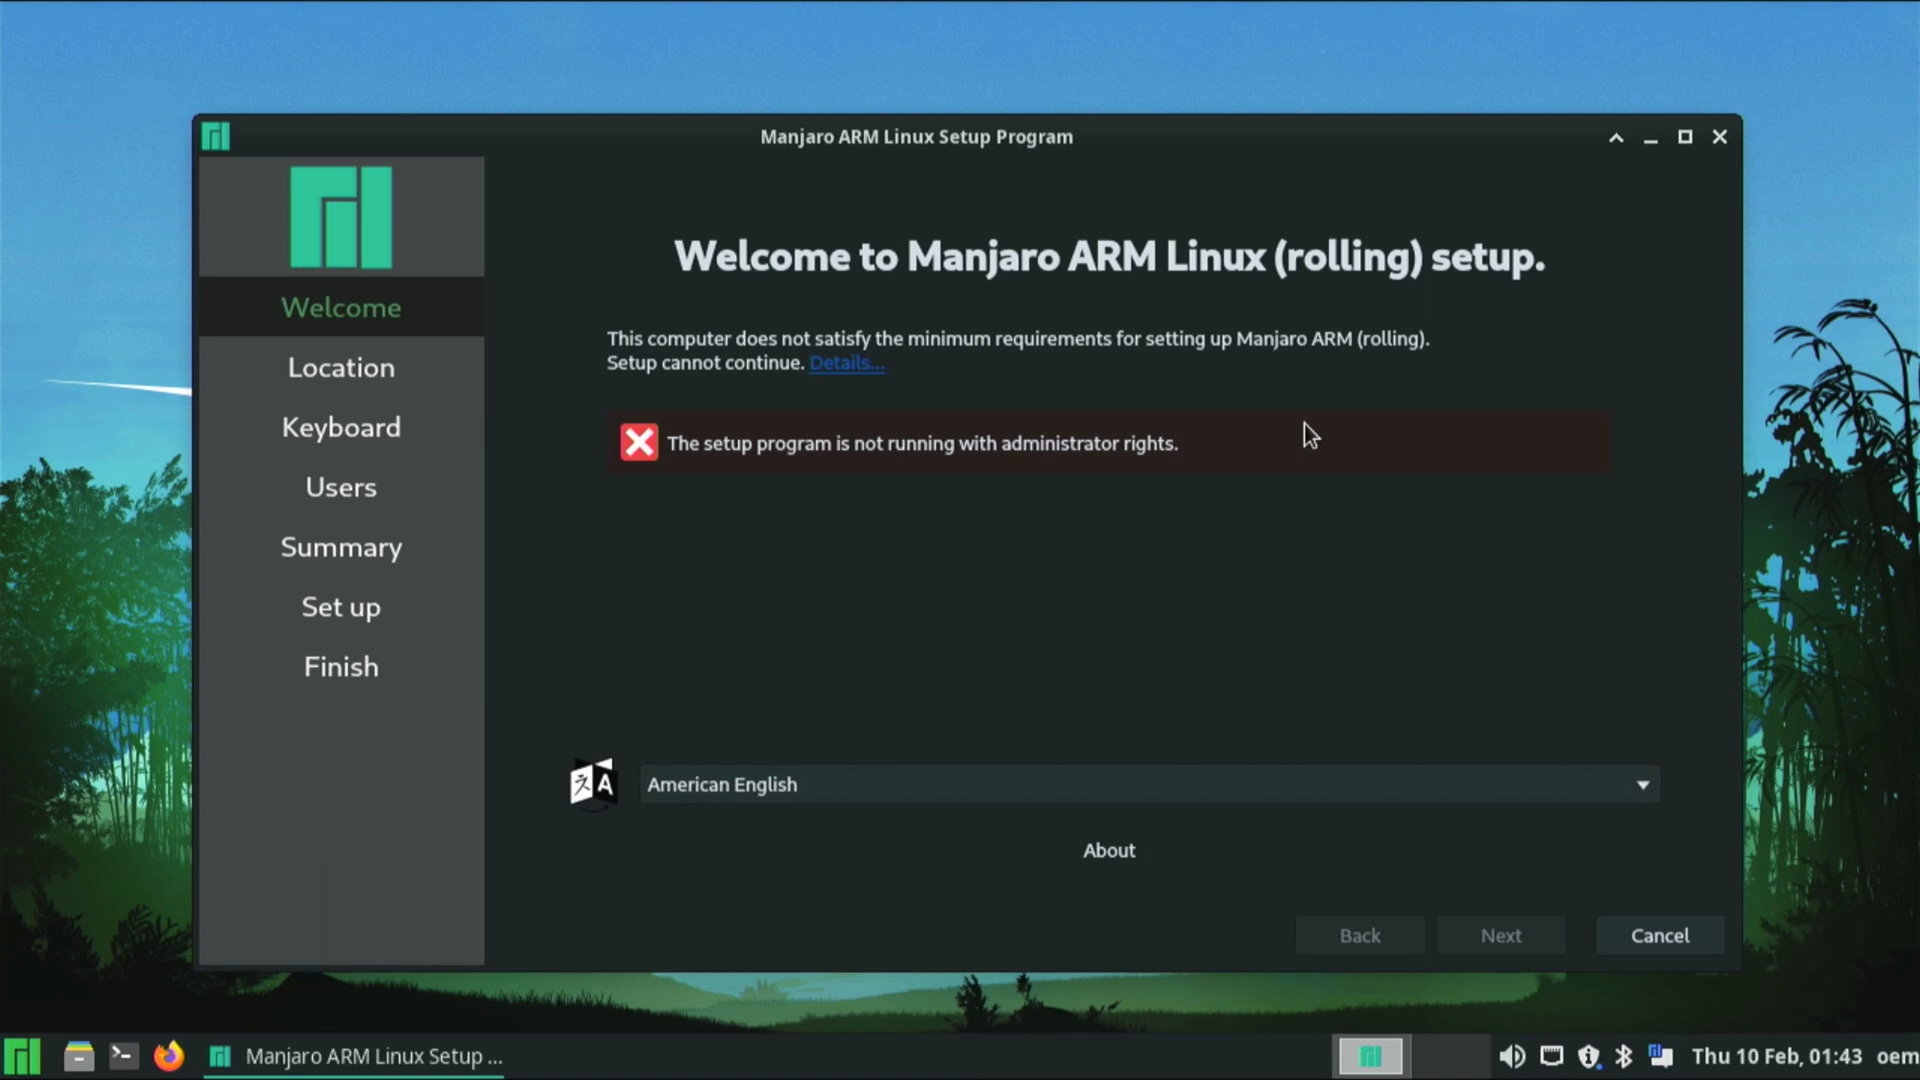 Manjaro ARM Linux Setup Program
Welcome to Manjaro ARM Linux (rolling) setup.
Welcome
Location
Keyboard
Users
Summary
Set up
Finish
This computer does not satisfy the minimum requirements for setting up Manjaro ARM (rolling).
Setup cannot continue. Details...
The setup program is not running with administrator rights.
American English
About
Back
Next
Cancel
Manjaro ARM Linux Setup ...
Thu 10 Feb, 01:43 oem